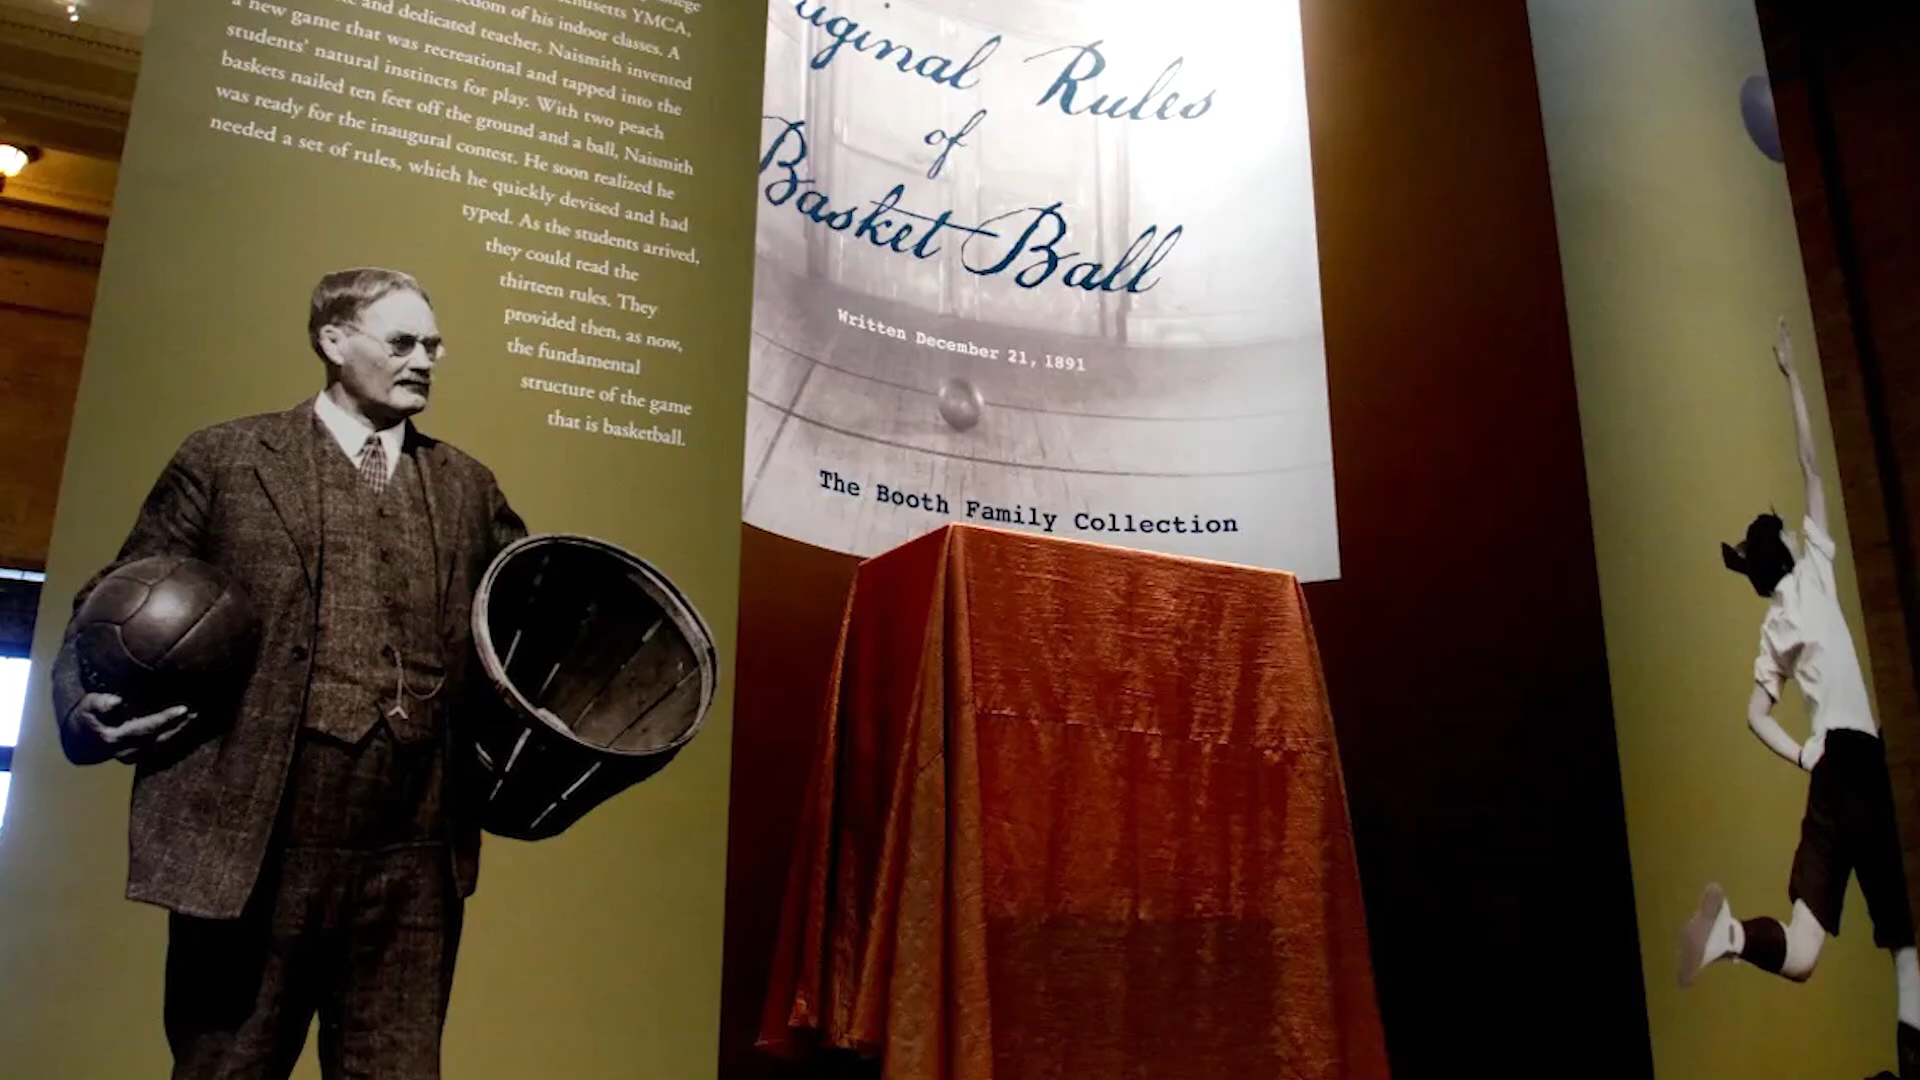 YMCA,
of his indoor classes. A
and dedicated teacher, Naismith invented
a new game that was recreational and tapped into the
students' natural instincts for play. With two peach
baskets nailed ten feet off the ground and a ball, Naismith
was ready for the inaugural contest. He soon realized he
needed a set of rules, which he quickly devised and had
typed. As the students arrived,
they could read the
thirteen rules. They
provided then, as now,
the fundamental
structure of the game
that is basketball.
Rules
of
Basket Ball
Written December 21, 1891
The Booth Family Collection